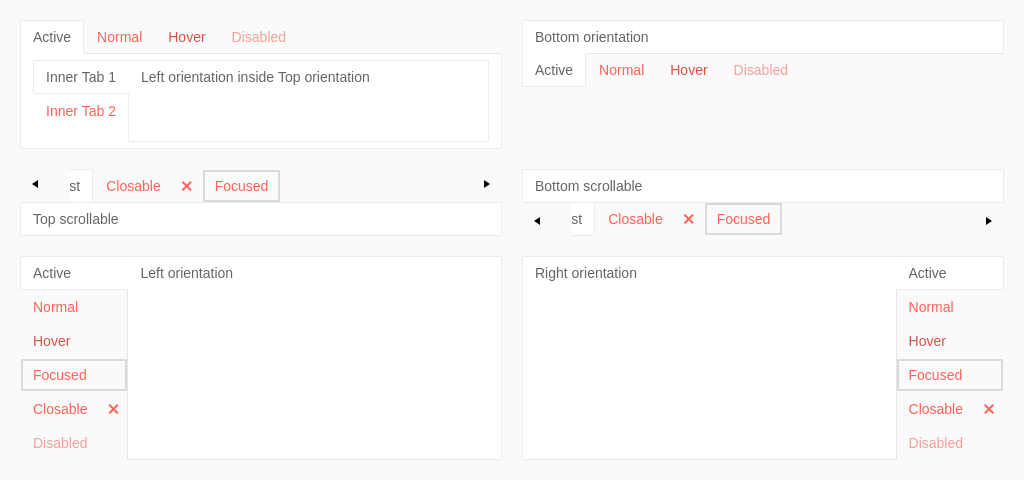 Active Normal Hover Disabled
Inner Tab 1 Left orientation inside Top orientation
Inner Tab 2
Bottom orientation
Active Normal Hover Disabled
st Closable Focused
Top scrollable
Bottom scrollable
st Closable Focused
Active Left orientation
Normal
Hover
Focused
Closable
Disabled
Right orientation Active
Normal
Hover
Focused
Closable
Disabled